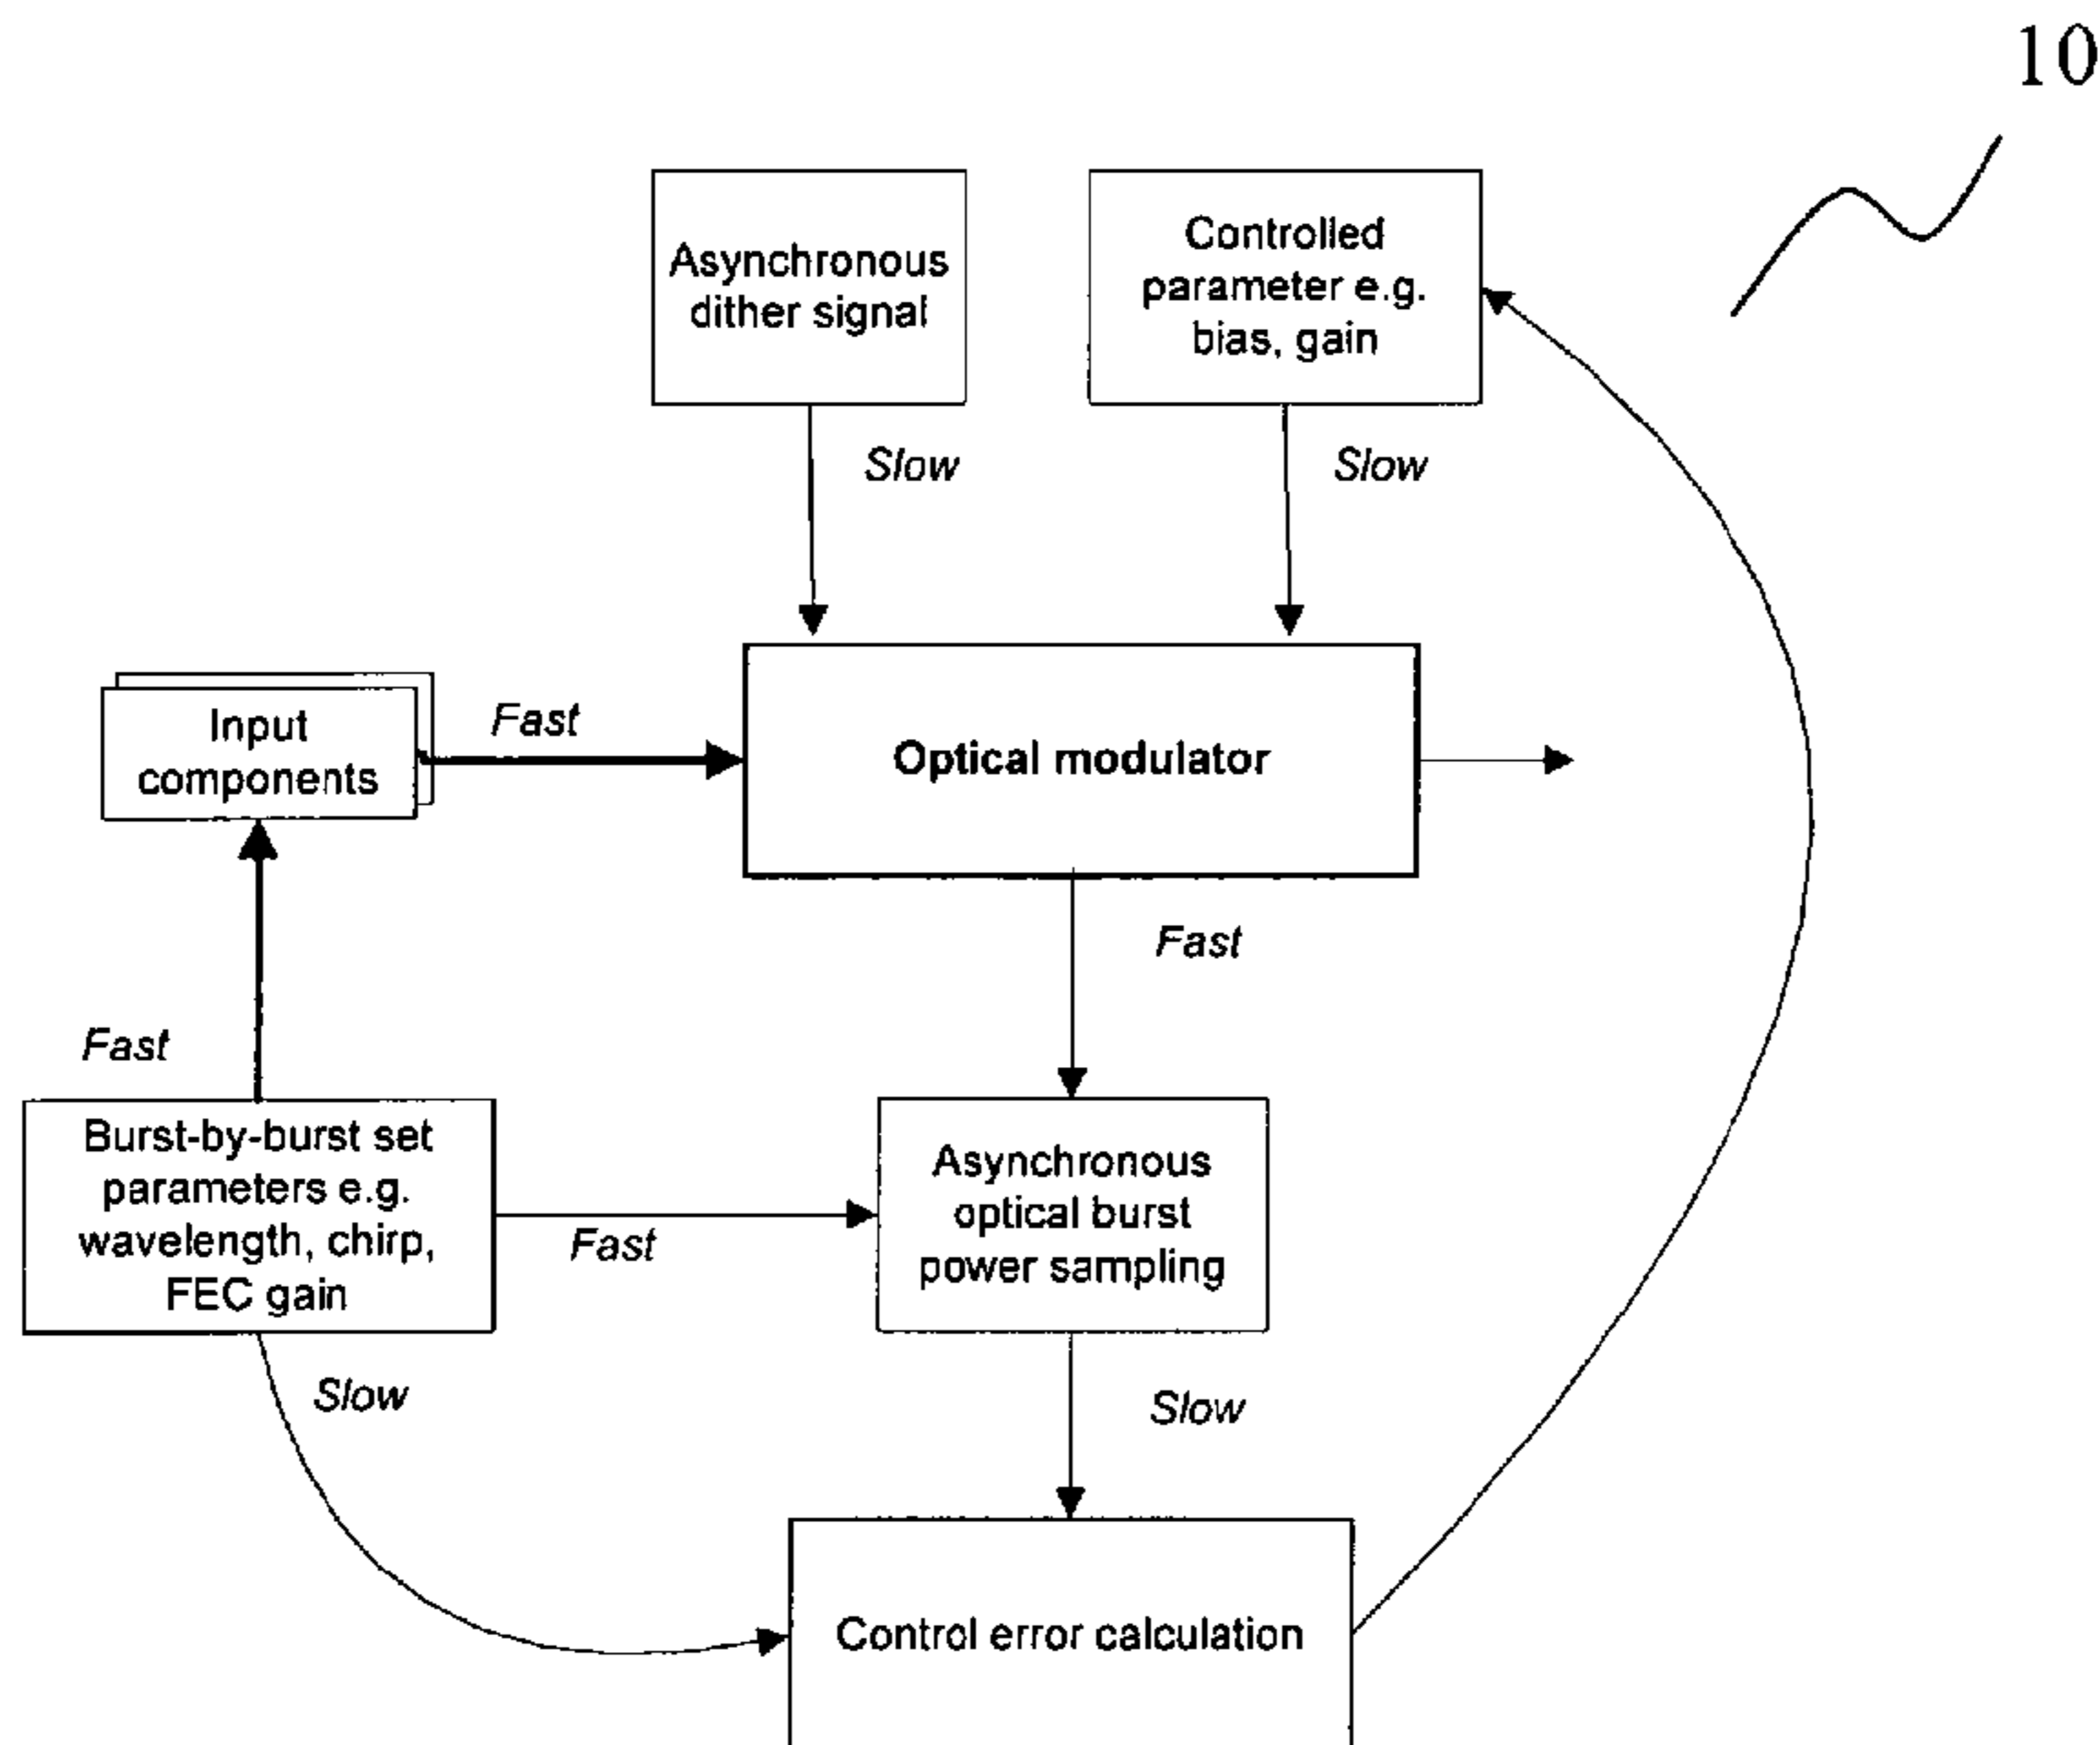 10
Asynchronous
dither signal
Controlled
parameter e.g.
bias, gain
Slow
Slow
Input
components
Fast
Optical modulator
Fast
Fast
Burst-by-burst set
parameters e.g.
wavelength, chirp,
FEC gain
Fast
Asynchronous
optical burst
power sampling
Slow
Slow
Control error calculation